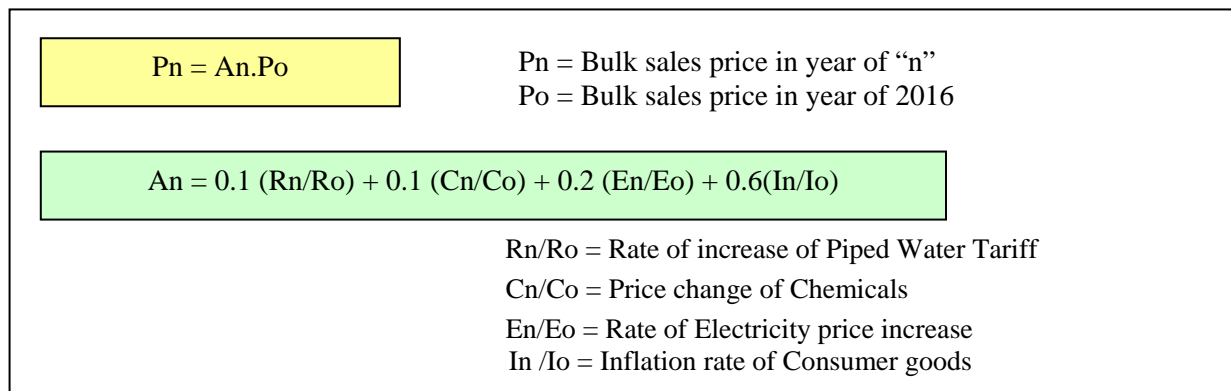 Pn = An.Po
Pn = Bulk sales price in year of “n”
Po = Bulk sales price in year of 2016
An = 0.1 (Rn/Ro) + 0.1 (Cn/Co) + 0.2 (En/Eo) + 0.6(In/Io)
Rn/Ro = Rate of increase of Piped Water Tariff
Cn/Co = Price change of Chemicals
En/Eo = Rate of Electricity price increase
In /Io = Inflation rate of Consumer goods